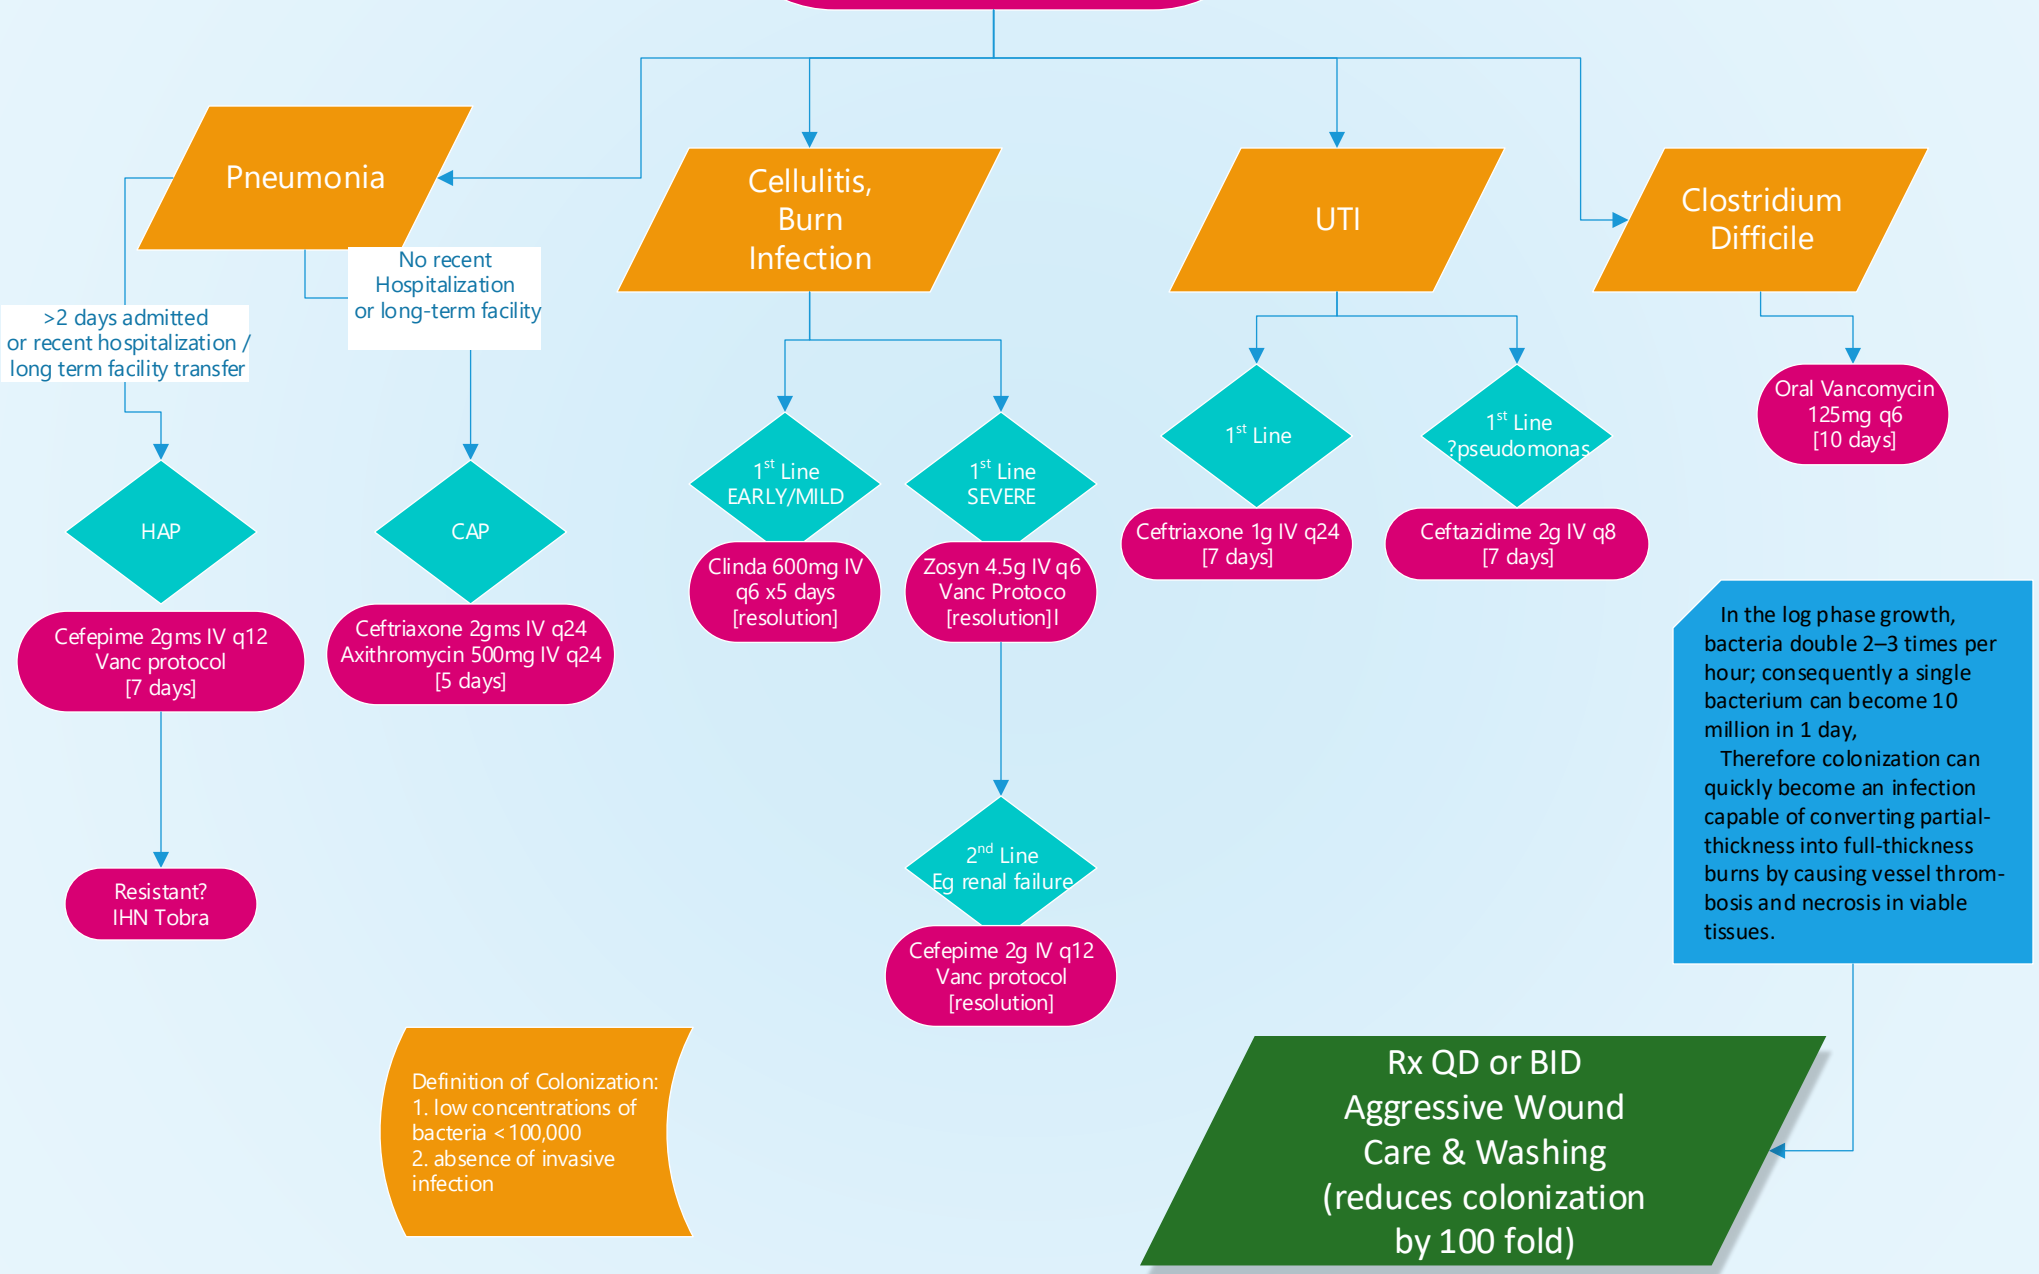 Pneumonia
Cellulitis,
Burn
Infection
UTI
Clostridium
Difficile
No recent
Hospitalization
or long-term facility
>2 days admitted
or recent hospitalization /
long term facility transfer
HAP
CAP
1st Line
EARLY/MILD
1st Line
SEVERE
1st Line
1st Line
?pseudomonas
Oral Vancomycin
125mg q6
[10 days]
Cefepime 2gms IV q12
Vanc protocol
[7 days]
Ceftriaxone 2gms IV q24
Axithromycin 500mg IV q24
[5 days]
Clinda 600mg IV
q6 x5 days
[resolution]
Zosyn 4.5g IV q6
Vanc Protoco
[resolution]l
Ceftriaxone 1g IV q24
[7 days]
Ceftazidime 2g IV q8
[7 days]
Resistant?
IHN Tobra
2nd Line
Eg renal failure
Cefepime 2g IV q12
Vanc protocol
[resolution]
In the log phase growth,
bacteria double 2–3 times per
hour; consequently a single
bacterium can become 10
million in 1 day,
Therefore colonization can
quickly become an infection
capable of converting partial-
thickness into full-thickness
burns by causing vessel throm-
bosis and necrosis in viable
tissues.
Definition of Colonization:
1. low concentrations of
bacteria <100,000
2. absence of invasive
infection
Rx QD or BID
Aggressive Wound
Care & Washing
(reduces colonization
by 100 fold)